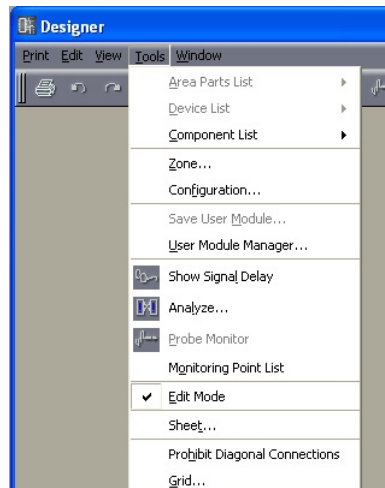 Designer
Print Edit View Tools Window
Area Parts List
Device List
Component List
Zone...
Configuration...
Save User Module...
User Module Manager...
Show Signal Delay
Analyze...
Probe Monitor
Monitoring Point List
Edit Mode
Sheet...
Prohibit Diagonal Connections
Grid...